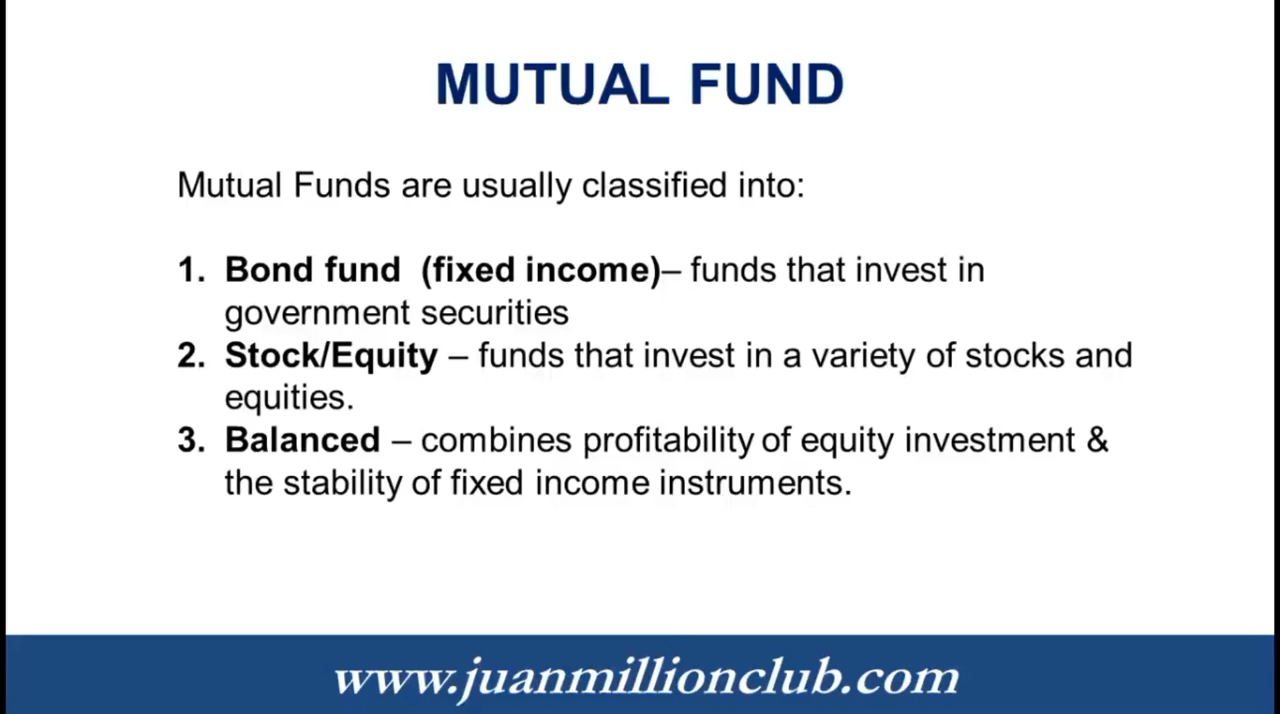 MUTUAL FUND
Mutual Funds are usually classified into:
1. Bond fund (fixed income)– funds that invest in
government securities
2. Stock/Equity – funds that invest in a variety of stocks and
equities.
3. Balanced – combines profitability of equity investment &
the stability of fixed income instruments.
www.juanmillionclub.com